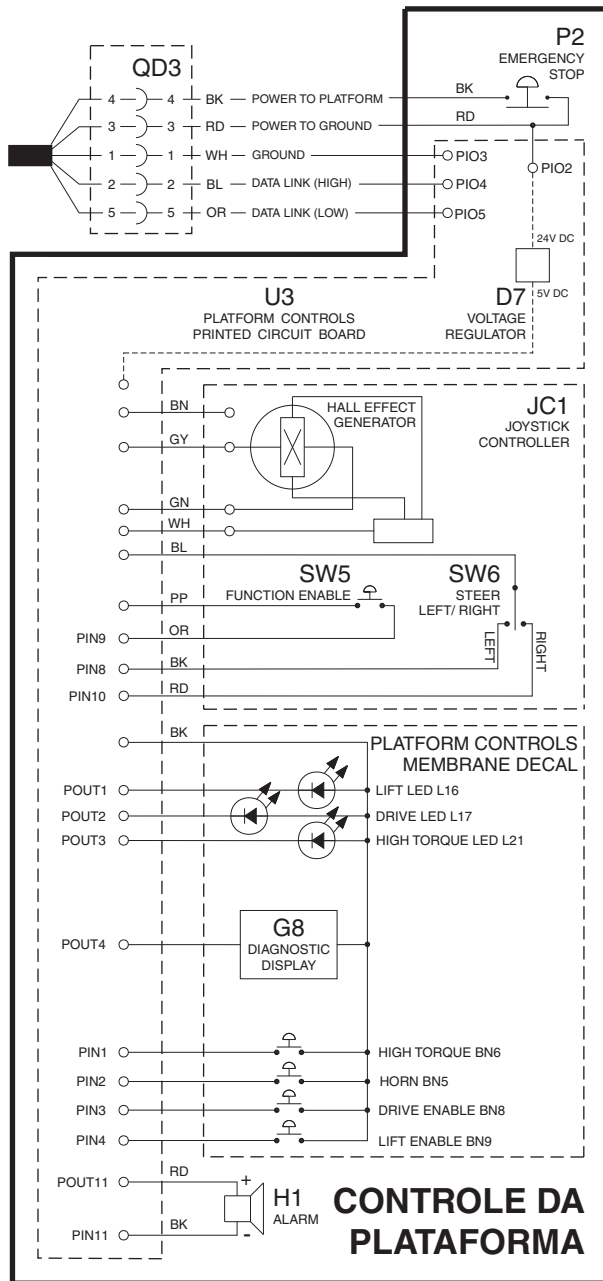 P2
EMERGENCY
STOP
QD3
4 4 BK POWER TO PLATFORM BK
3 3 RD POWER TO GROUND RD
1 1 WH GROUND PIO3
PIO2
2 2 BL DATA LINK (HIGH) PIO4
5 5 OR DATA LINK (LOW) PIO5
24V DC
5V DC
U3
PLATFORM CONTROLS
PRINTED CIRCUIT BOARD
D7
VOLTAGE
REGULATOR
BN
HALL EFFECT
GENERATOR
JC1
JOYSTICK
CONTROLLER
GY
GN
WH
BL
SW5
FUNCTION ENABLE
SW6
STEER
LEFT/ RIGHT
PP
PIN9 OR
LEFT
RIGHT
PIN8 BK
PIN10 RD
BK
PLATFORM CONTROLS
MEMBRANE DECAL
POUT1 LIFT LED L16
POUT2 DRIVE LED L17
POUT3 HIGH TORQUE LED L21
G8
DIAGNOSTIC
DISPLAY
POUT4
PIN1 HIGH TORQUE BN6
PIN2 HORN BN5
PIN3 DRIVE ENABLE BN8
PIN4 LIFT ENABLE BN9
POUT11 RD +
H1
ALARM
PIN11 BK -
CONTROLE DA
PLATAFORMA